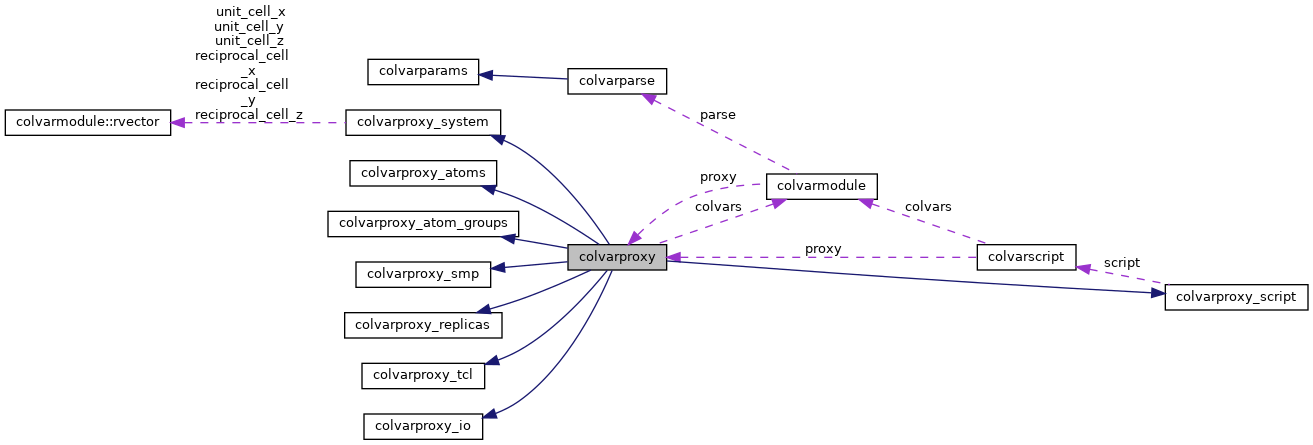 unit_cell_x
unit_cell_y
unit_cell_z
reciprocal_cell
_x
reciprocal_cell
_y
reciprocal_cell_z
colvarmodule::rvector
colvarparams
colvarparse
colvarproxy_system
parse
colvarproxy_atoms
proxy
colvarmodule
colvars
colvars
colvarproxy_atom_groups
colvarproxy
proxy
colvarscript
script
colvarproxy_smp
colvarproxy_script
colvarproxy_replicas
colvarproxy_tcl
colvarproxy_io